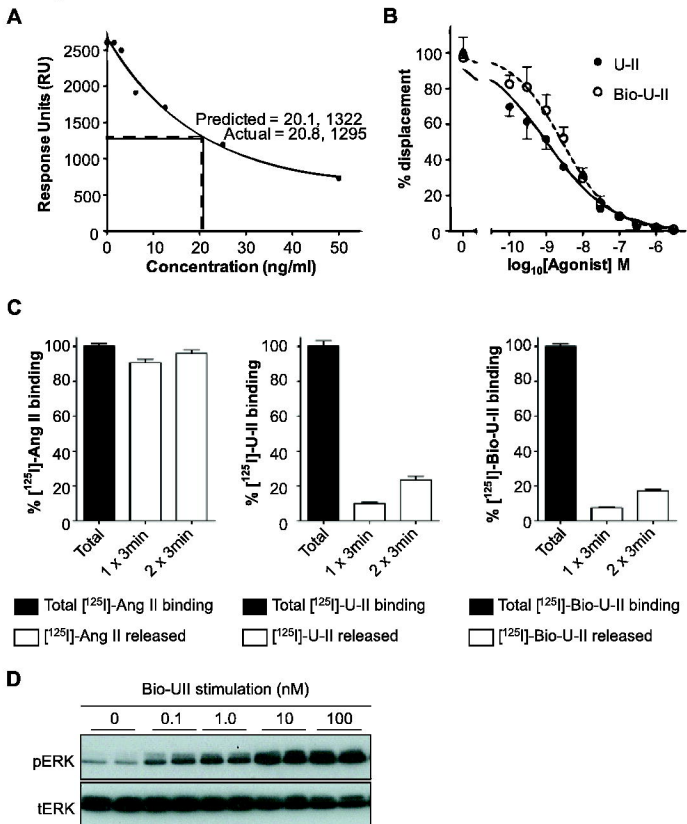 A
Response Units (RU)
2500
2000
1500
1000
500
0
Predicted = 20.1, 1322
Actual = 20.8, 1295
0 10 20 30 40 50
Concentration (ng/ml)
B
% displacement
100
80
60
40
20
0
U-II
Bio-U-II
0 -10 -9 -8 -7 -6
log10[Agonist] M
C
% [125I]-Ang II binding
100
80
60
40
20
0
Total 1 x 3min 2 x 3min
% [125I]-U-II binding
100
80
60
40
20
0
Total 1 x 3min 2 x 3min
% [125I]-Bio-U-II binding
100
80
60
40
20
0
Total 1 x 3min 2 x 3min
Total [125I]-Ang II binding
[125I]-Ang II released
Total [125I]-U-II binding
[125I]-U-II released
Total [125I]-Bio-U-II binding
[125I]-Bio-U-II released
D
Bio-UII stimulation (nM)
0 0.1 1.0 10 100
pERK
tERK